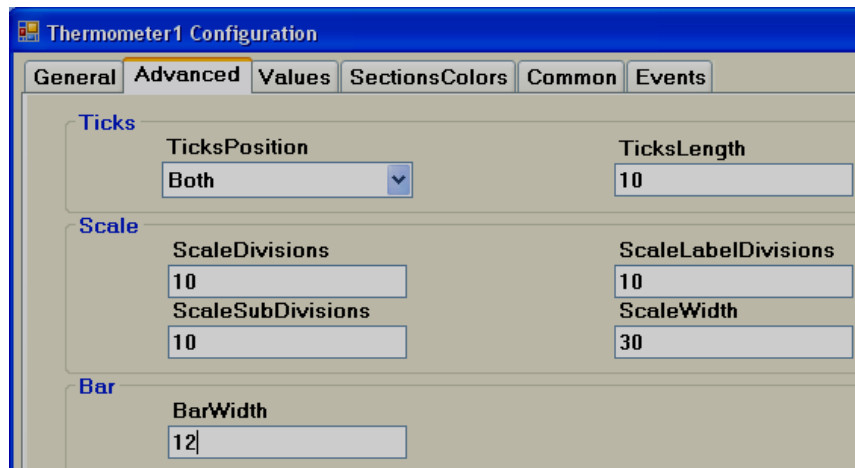 Thermometer1 Configuration
General Advanced Values SectionsColors Common Events
Ticks
TicksPosition TicksLength
Both 10
Scale
ScaleDivisions ScaleLabelDivisions
10 10
ScaleSubDivisions ScaleWidth
10 30
Bar
BarWidth
12